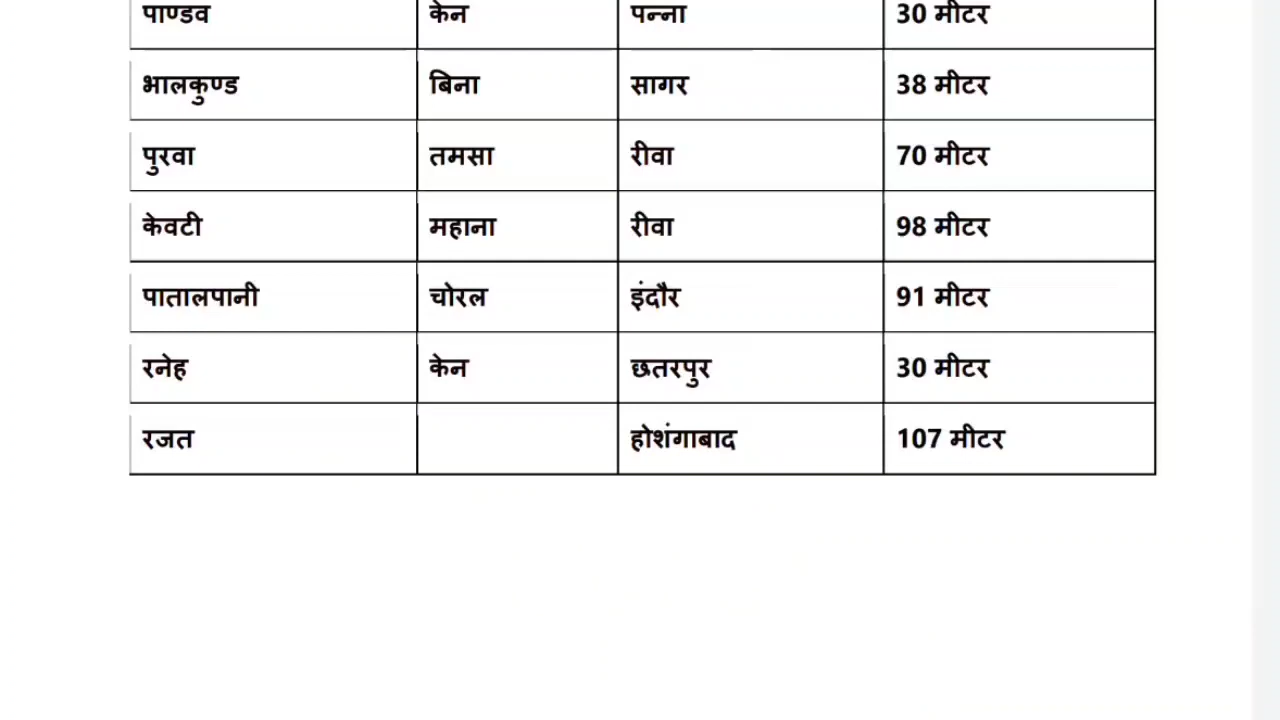 पाण्डव केन पन्ना 30 मीटर
भालकुण्ड बिना सागर 38 मीटर
पुरवा तमसा रीवा 70 मीटर
केवटी महाना रीवा 98 मीटर
पातालपानी चोरल इंदौर 91 मीटर
रनेह केन छतरपुर 30 मीटर
रजत होशंगाबाद 107 मीटर